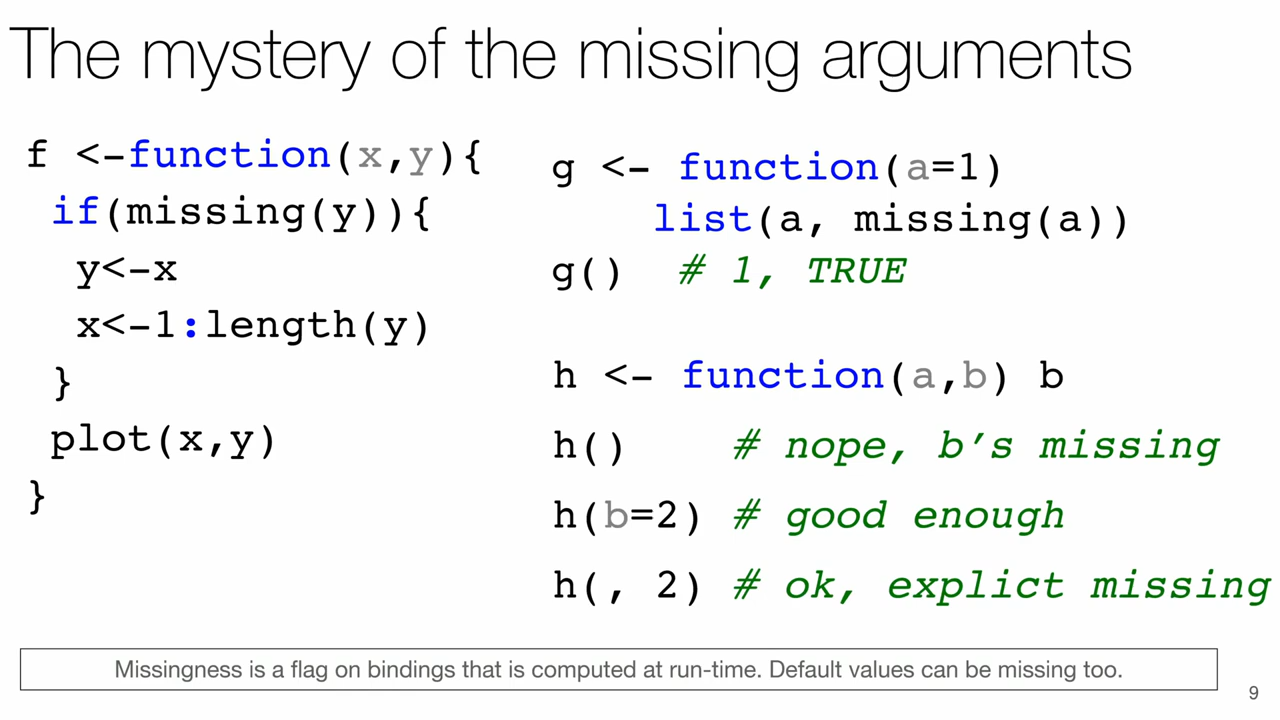 The mystery of the missing arguments
f <-function(x,y){
if(missing(y)){
y<-x
x<-1:length(y)
}
plot(x,y)
}
g <- function(a=1)
list(a, missing(a))
g() # 1, TRUE
h <- function(a,b) b
h() # nope, b’s missing
h(b=2) # good enough
h(, 2) # ok, explict missing
Missingness is a flag on bindings that is computed at run-time. Default values can be missing too.
9